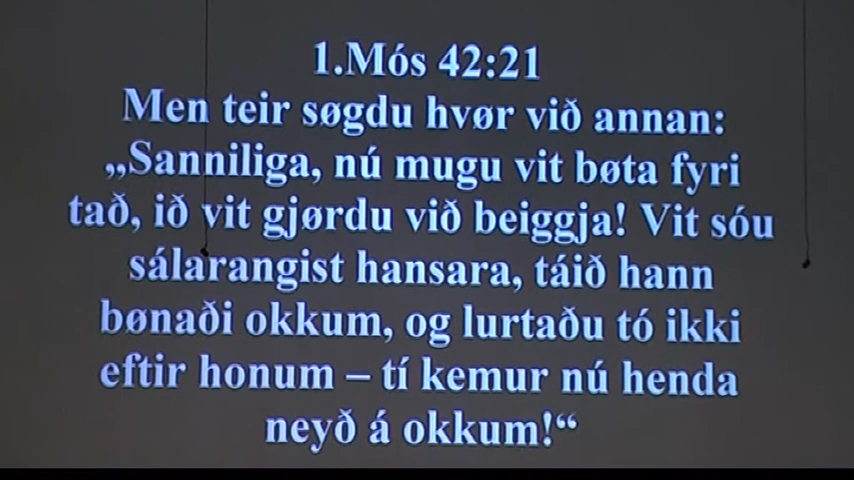 1.Mós 42:21
Men teir søgdu hvør við annan:
„Sanniliga, nú mugu vit bøta fyri
tað, ið vit gjørdu við beiggja! Vit sóu
sálarangist hansara, táið hann
bønaði okkum, og lurtaðu tó ikki
eftir honum – tí kemur nú henda
neyð á okkum!“